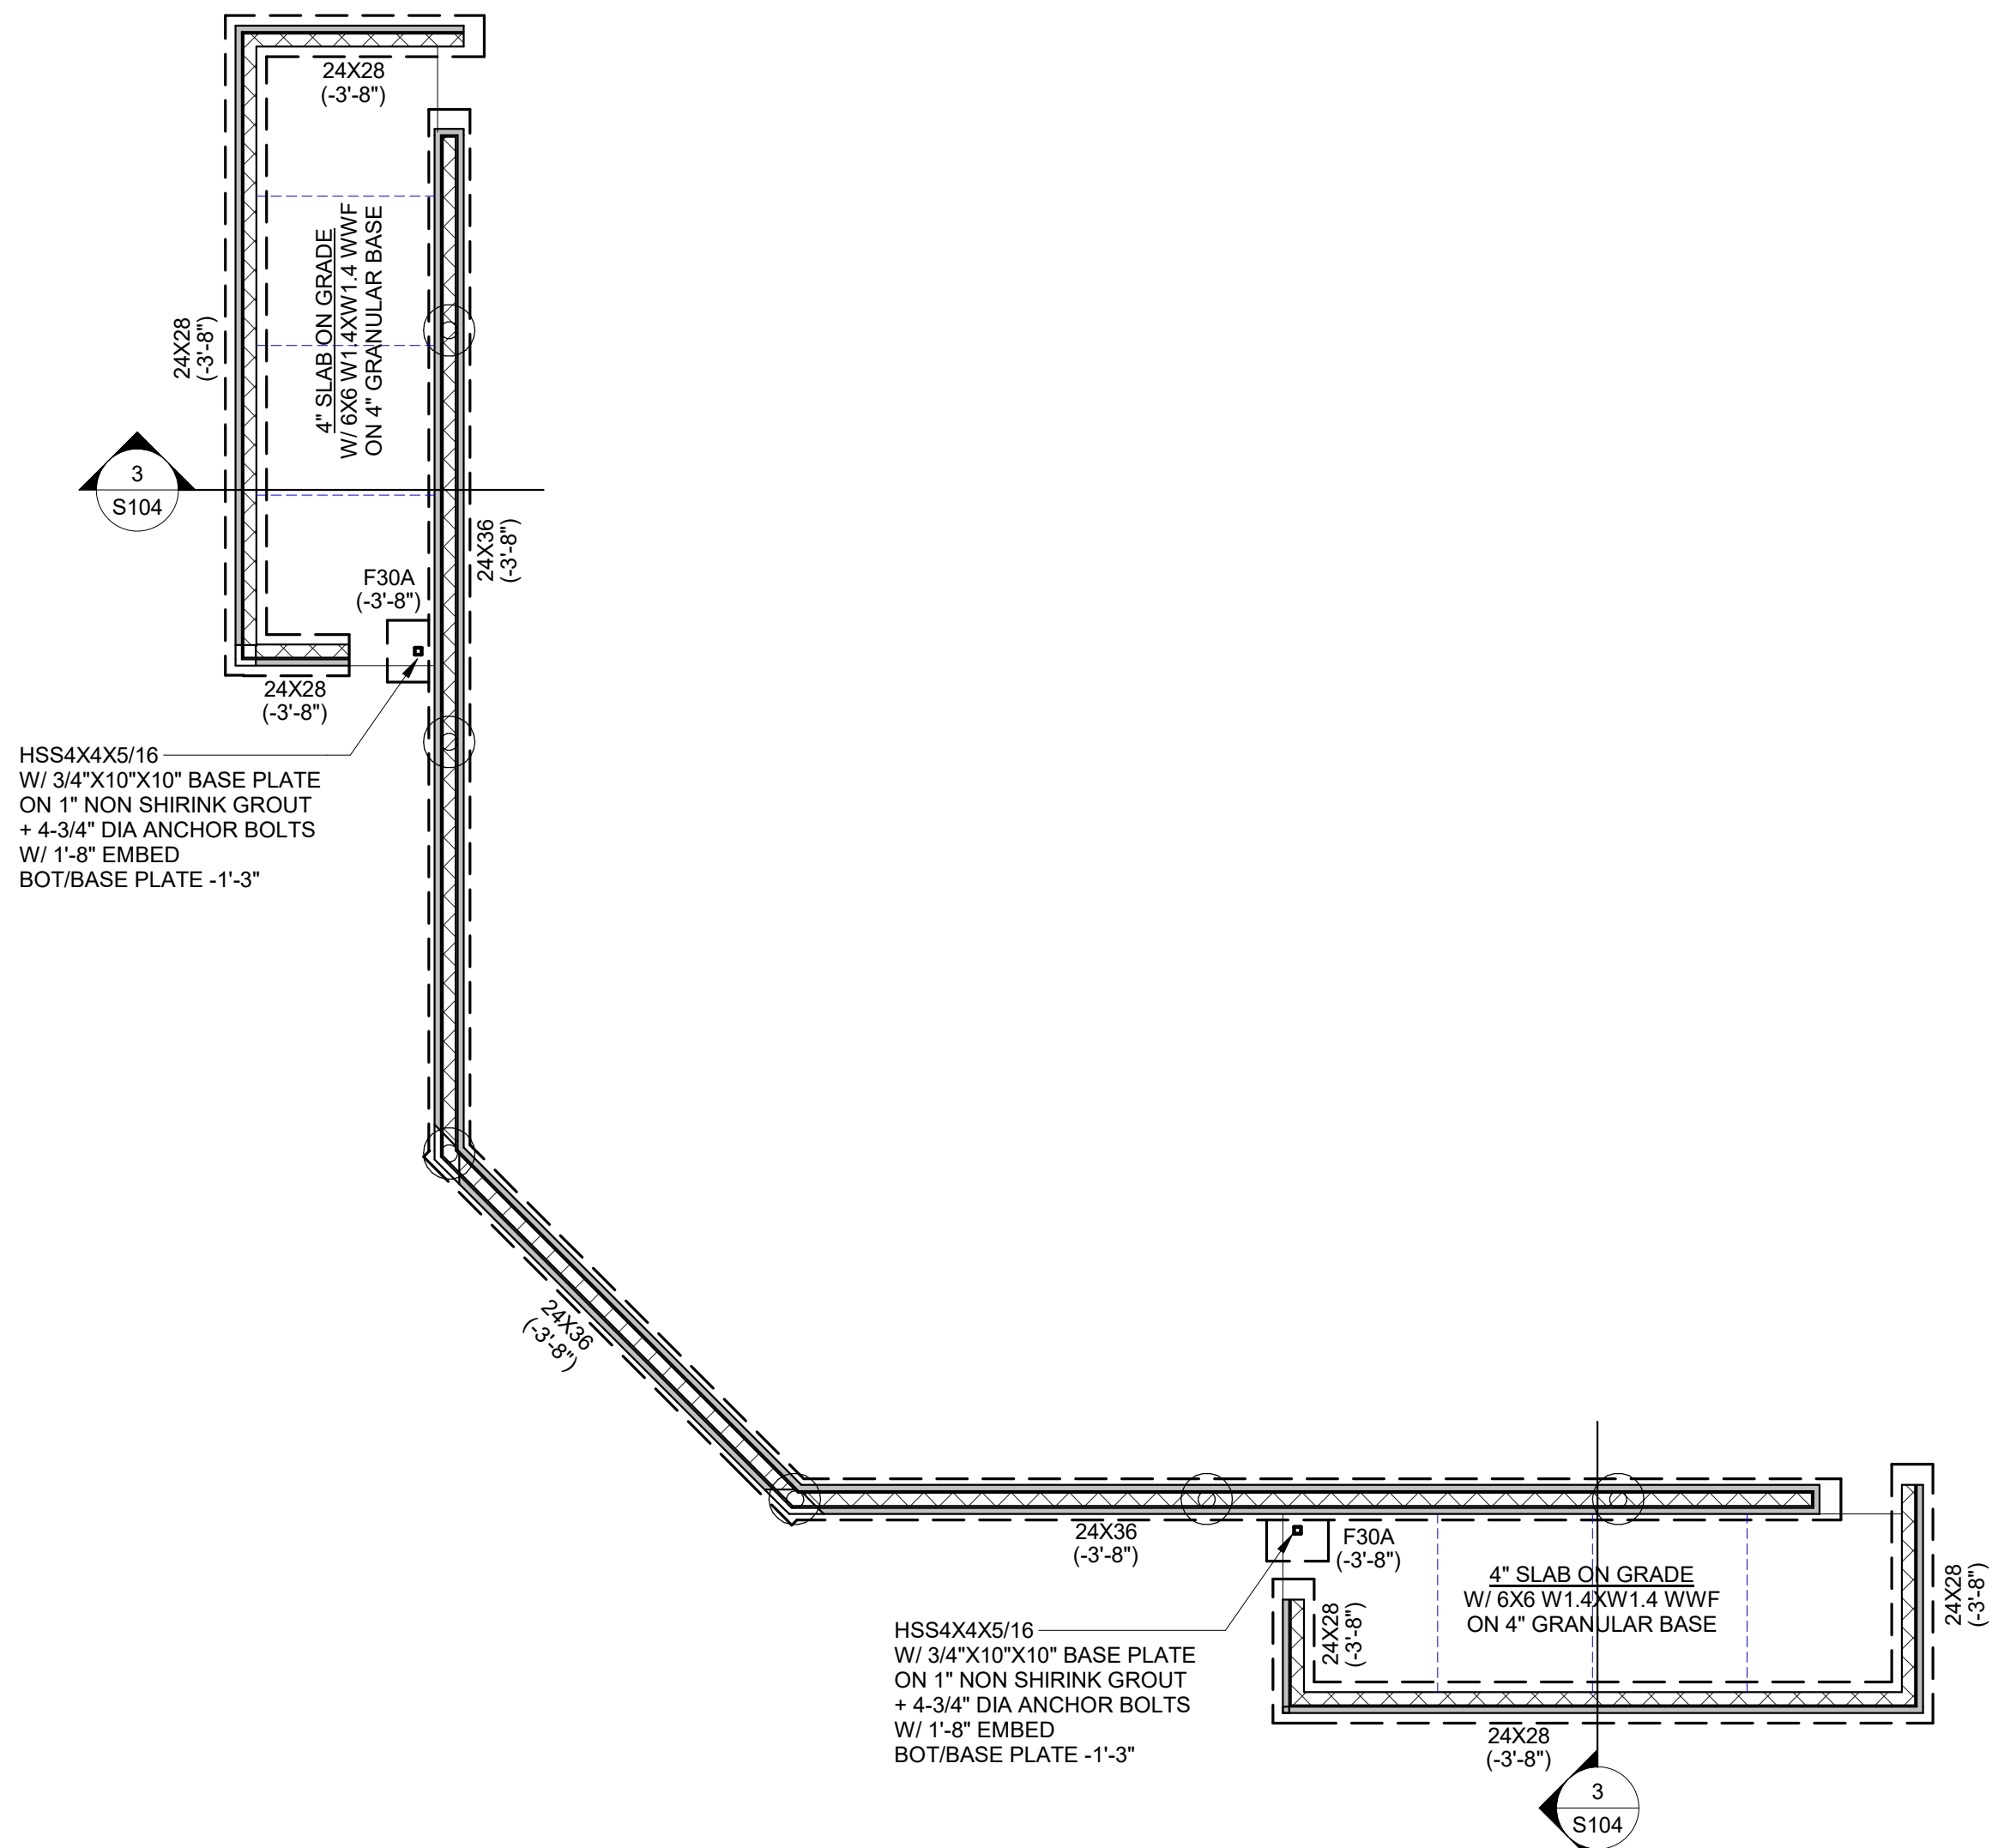 24X28
(-3'-8")
4" SLAB ON GRADE
W/ 6X6 W1.4XW1.4 WWF
ON 4" GRANULAR BASE
24X28
(-3'-8")
3
S104
24X36
(-3'-8")
F30A
(-3'-8")
24X28
(-3'-8")
HSS4X4X5/16
W/ 3/4"X10"X10" BASE PLATE
ON 1" NON SHIRINK GROUT
+ 4-3/4" DIA ANCHOR BOLTS
W/ 1'-8" EMBED
BOT/BASE PLATE -1'-3"
24X36
(-3'-8")
24X36
(-3'-8")
F30A
(-3'-8")
4" SLAB ON GRADE
W/ 6X6 W1.4XW1.4 WWF
ON 4" GRANULAR BASE
24X28
(-3'-8")
24X28
(-3'-8")
HSS4X4X5/16
W/ 3/4"X10"X10" BASE PLATE
ON 1" NON SHIRINK GROUT
+ 4-3/4" DIA ANCHOR BOLTS
W/ 1'-8" EMBED
BOT/BASE PLATE -1'-3"
24X28
(-3'-8")
3
S104